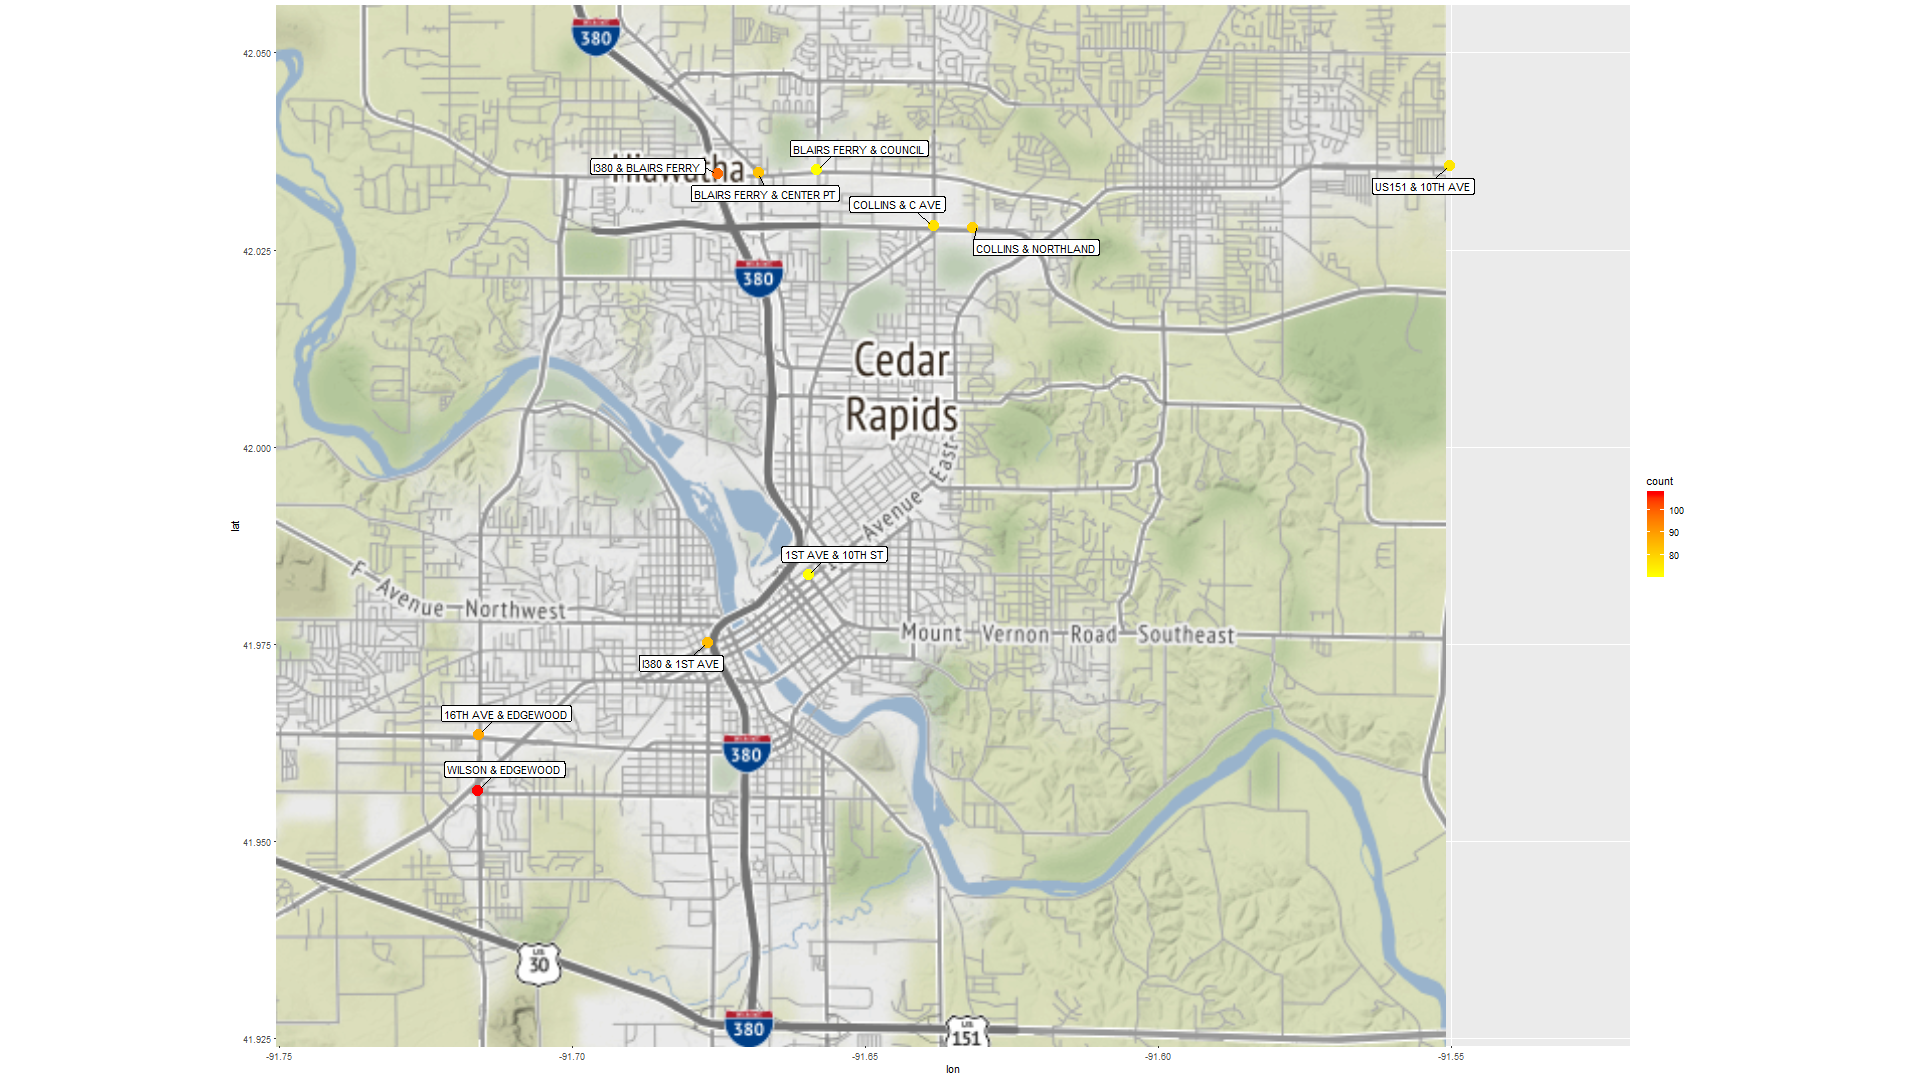 42.050
42.025
42.000
41.975
41.950
41.925
lat
380
I380 & BLAIRS FERRY
Hiawatha
BLAIRS FERRY & COUNCIL
BLAIRS FERRY & CENTER PT
COLLINS & C AVE
COLLINS & NORTHLAND
US151 & 10TH AVE
380
Cedar
Rapids
Avenue East
1ST AVE & 10TH ST
F Avenue Northwest
Mount Vernon Road Southeast
I380 & 1ST AVE
16TH AVE & EDGEWOOD
380
WILSON & EDGEWOOD
US
30
380
US
151
-91.75
-91.70
-91.65
-91.60
-91.55
lon
count
100
90
80